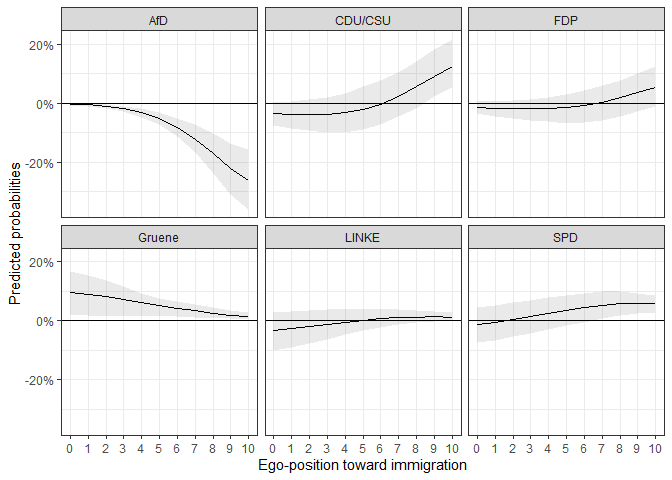 AfD CDU/CSU FDP
20%
0%
-20%
Gruene LINKE SPD
20%
0%
-20%
0 1 2 3 4 5 6 7 8 9 10 0 1 2 3 4 5 6 7 8 9 10 0 1 2 3 4 5 6 7 8 9 10
Ego-position toward immigration
Predicted probabilities